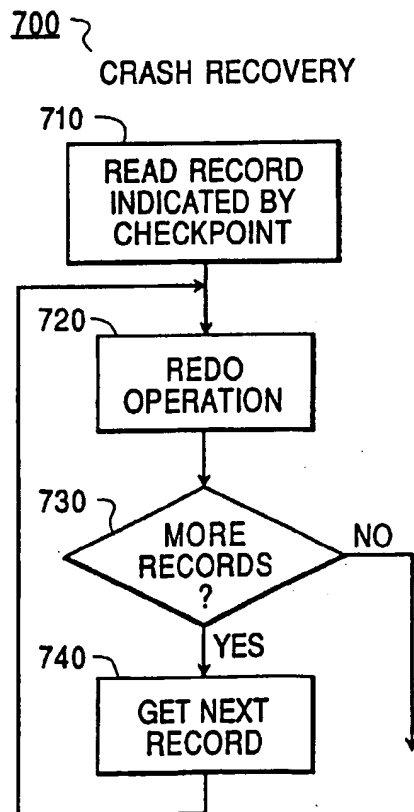 700
CRASH RECOVERY
710
READ RECORD
INDICATED BY
CHECKPOINT
720
REDO
OPERATION
730
MORE
RECORDS
?
NO
YES
740
GET NEXT
RECORD